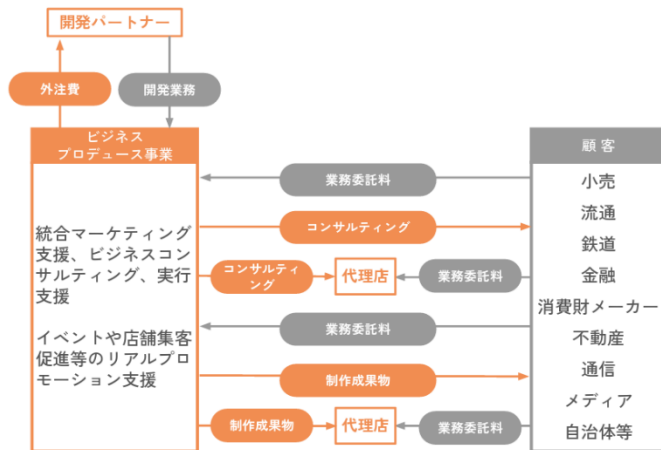 開発パートナー
外注費
開発業務
ビジネス
プロデュース事業
顧 客
業務委託料
小売
流通
コンサルティング
統合マーケティング
支援、ビジネスコン
サルティング、実行
支援
鉄道
コンサルティ
ング
代理店
業務委託料
金融
消費財メーカー
業務委託料
不動産
イベントや店舗集客
促進等のリアルプロ
モーション支援
制作成果物
通信
メディア
制作成果物
代理店
業務委託料
自治体等